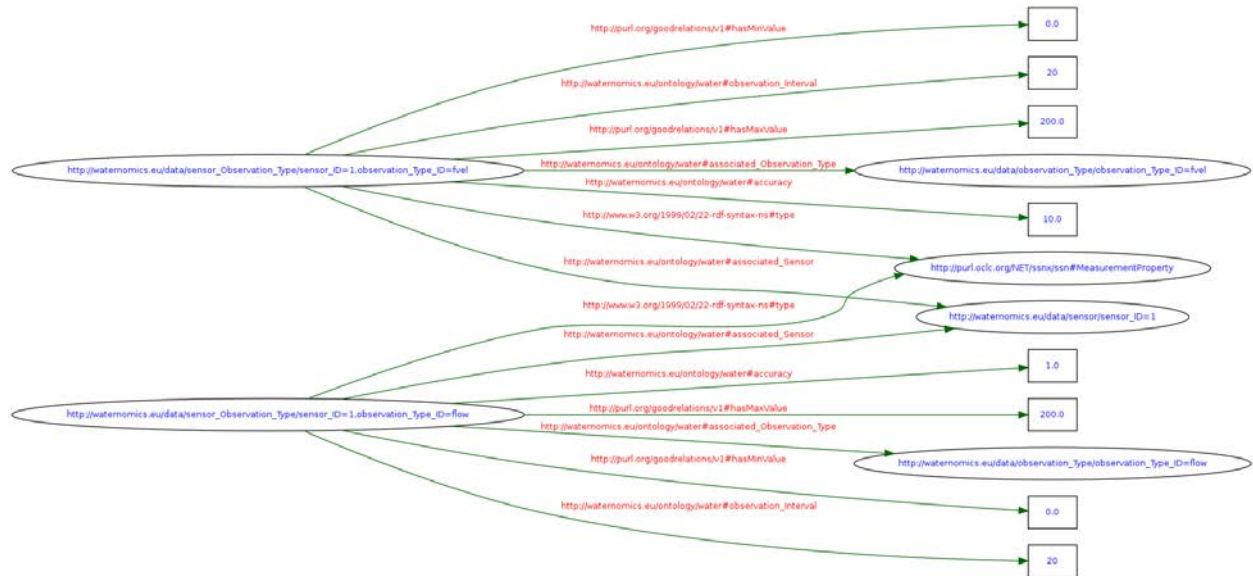 http://purl.org/goodrelations/v1#hasMinValue
0.0
http://waternomics.eu/ontology/water#observation_Interval
20
http://purl.org/goodrelations/v1#hasMaxValue
200.0
http://waternomics.eu/data/sensor_Observation_Type/sensor_ID=1,observation_Type_ID=fvel
http://waternomics.eu/ontology/water#associated_Observation_Type
http://waternomics.eu/data/observation_Type/observation_Type_ID=fvel
http://waternomics.eu/ontology/water#accuracy
10.0
http://www.w3.org/1999/02/22-rdf-syntax-ns#type
http://waternomics.eu/ontology/water#associated_Sensor
http://purl.oclc.org/NET/ssnx/ssn#MeasurementProperty
http://www.w3.org/1999/02/22-rdf-syntax-ns#type
http://waternomics.eu/data/sensor/sensor_ID=1
http://waternomics.eu/ontology/water#associated_Sensor
http://waternomics.eu/ontology/water#accuracy
1.0
http://waternomics.eu/data/sensor_Observation_Type/sensor_ID=1,observation_Type_ID=flow
http://purl.org/goodrelations/v1#hasMaxValue
200.0
http://waternomics.eu/ontology/water#associated_Observation_Type
http://waternomics.eu/data/observation_Type/observation_Type_ID=flow
http://purl.org/goodrelations/v1#hasMinValue
0.0
http://waternomics.eu/ontology/water#observation_Interval
20